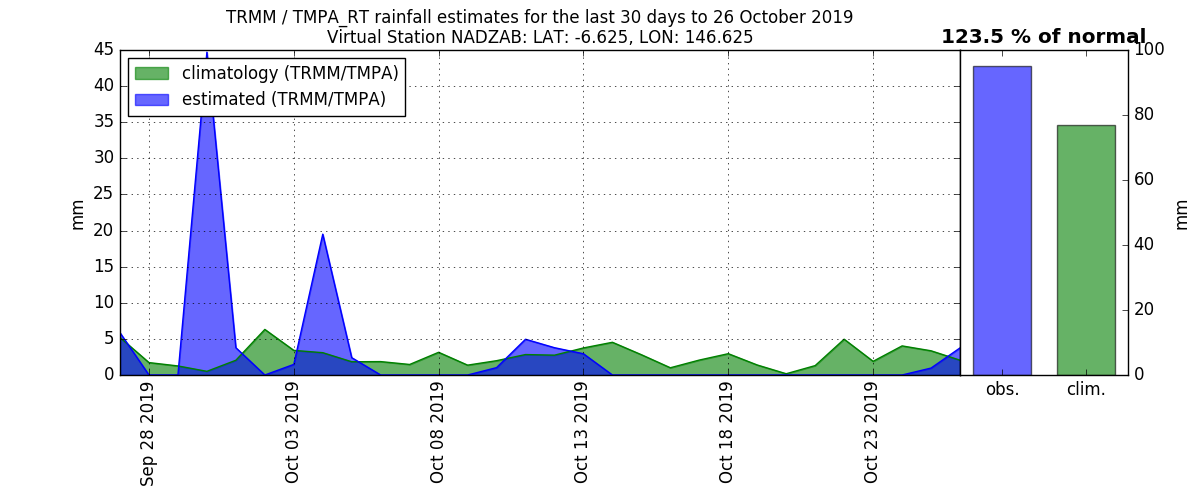 TRMM / TMPA_RT rainfall estimates for the last 30 days to 26 October 2019
Virtual Station NADZAB: LAT: -6.625, LON: 146.625
123.5 % of normal
climatology (TRMM/TMPA)
estimated (TRMM/TMPA)
mm
45
40
35
30
25
20
15
10
5
0
Sep 28 2019
Oct 03 2019
Oct 08 2019
Oct 13 2019
Oct 18 2019
Oct 23 2019
100
80
60
40
20
0
mm
obs.
clim.